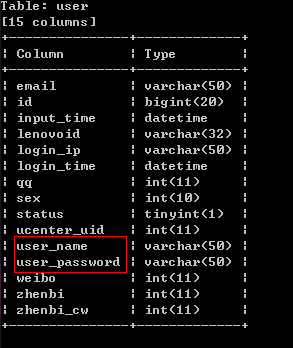 Table: user
[15 columns]
+---------------+-------------+
| Column | Type |
+---------------+-------------+
| email | varchar(50) |
| id | bigint(20) |
| input_time | datetime |
| lenovoid | varchar(32) |
| login_ip | varchar(50) |
| login_time | datetime |
| qq | int(11) |
| sex | int(10) |
| status | tinyint(1) |
| ucenter_uid | int(11) |
| user_name | varchar(50) |
| user_password | varchar(50) |
| weibo | int(11) |
| zhenbi | int(11) |
| zhenbi_cw | int(11) |
+---------------+-------------+